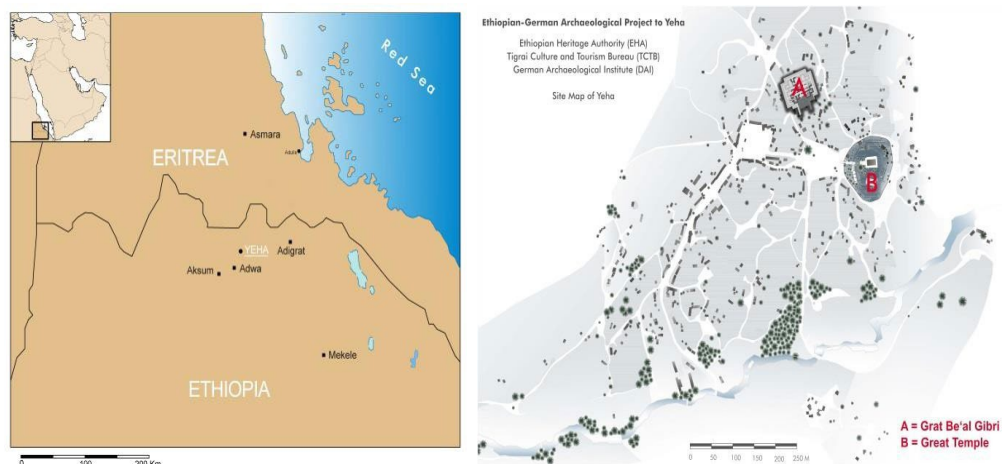 Red Sea
Asmara
Adulis
ERITREA
YEHA
Adigrat
Aksum
Adwa
Mekele
ETHIOPIA
0 100 200 Km
Ethiopian-German Archaeological Project to Yeha
Ethiopian Heritage Authority (EHA)
Tigrai Culture and Tourism Bureau (TCTB)
German Archaeological Institute (DAI)
Site Map of Yeha
A
B
0 50 100 150 200 250 M
A = Grat Be'al Gibri
B = Great Temple